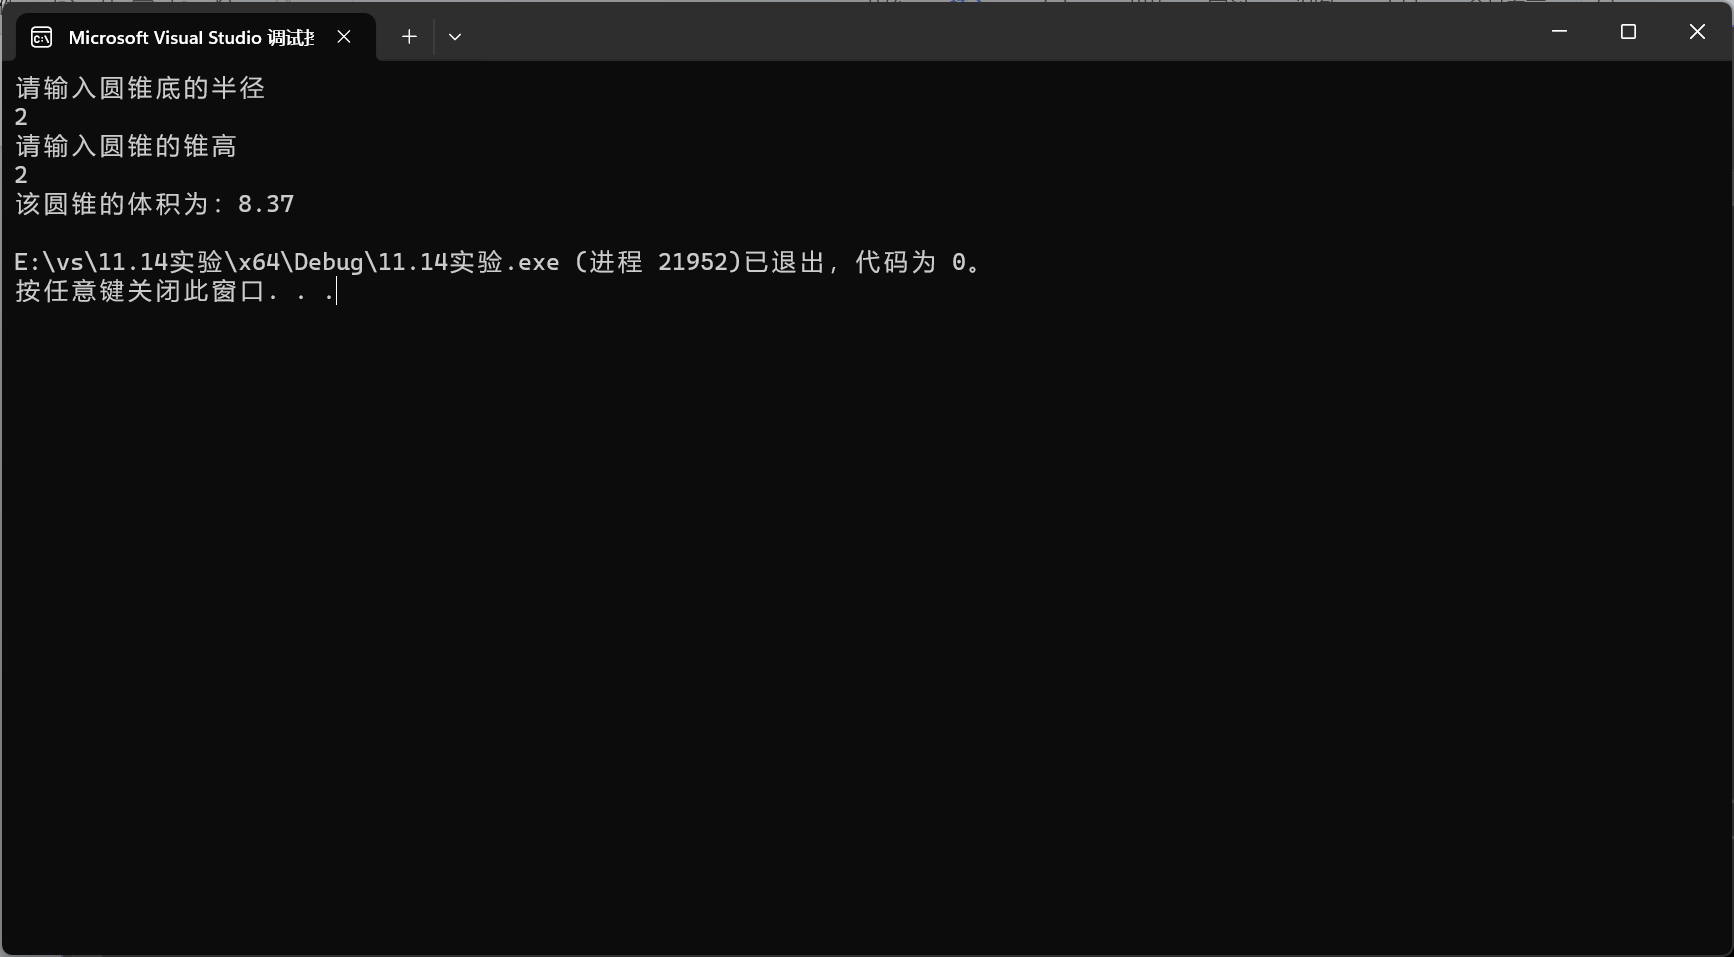 Microsoft Visual Studio 调试
请输入圆锥底的半径
2
请输入圆锥的锥高
2
该圆锥的体积为: 8.37
E:\vs\11.14实验\x64\Debug\11.14实验.exe (进程 21952)已退出, 代码为 0。
按任意键关闭此窗口. . .